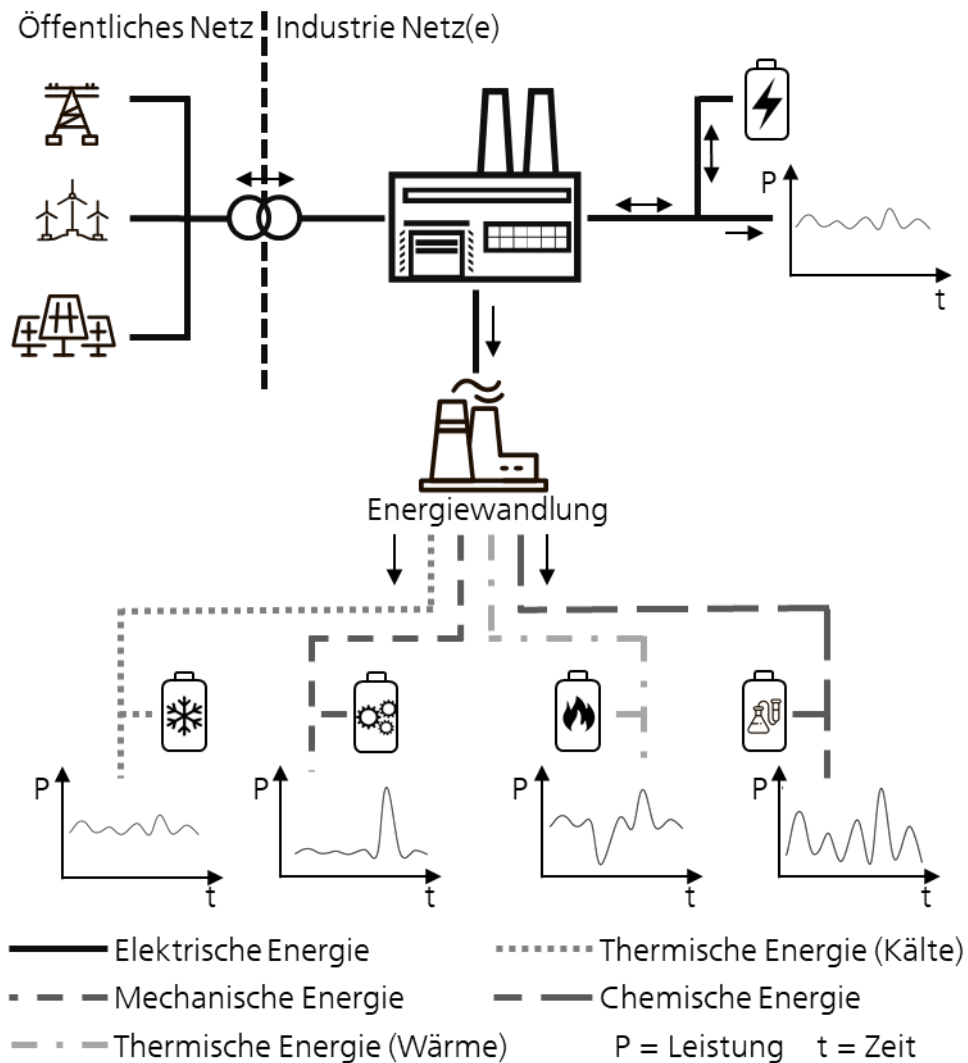 Öffentliches Netz Industrie Netz(e)
P
t
Energiewandlung
P P P P
t t t t
Elektrische Energie Thermische Energie (Kälte)
Mechanische Energie Chemische Energie
Thermische Energie (Wärme) P = Leistung t = Zeit